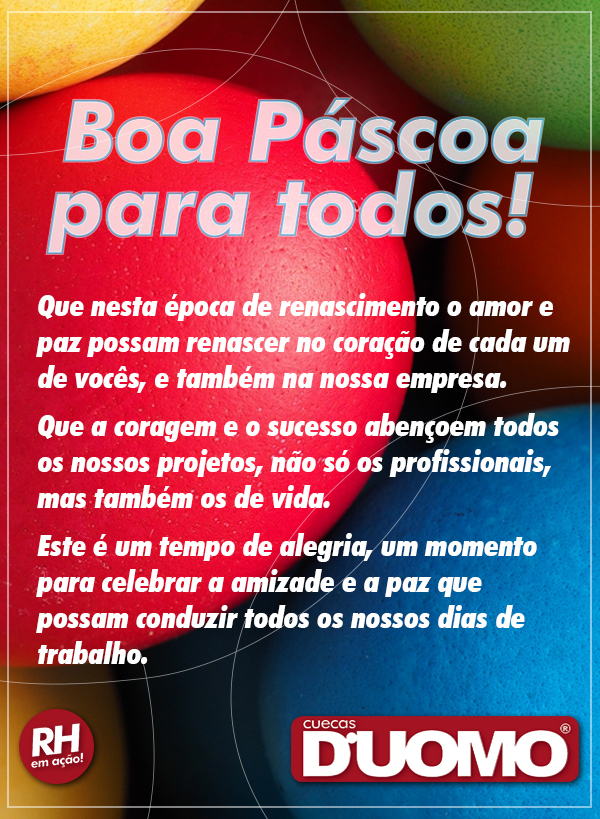 Boa Páscoa
para todos!
Que nesta época de renascimento o amor e
paz possam renascer no coração de cada um
de vocês, e também na nossa empresa.
Que a coragem e o sucesso abençoem todos
os nossos projetos, não só os profissionais,
mas também os de vida.
Este é um tempo de alegria, um momento
para celebrar a amizade e a paz que
possam conduzir todos os nossos dias de
trabalho.
RH
em ação!
cuecas
D'UOMO®